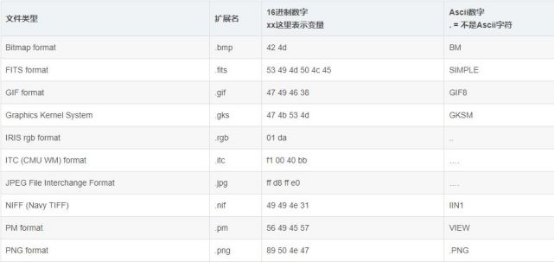 文件类型 扩展名 16进制数字 Ascii数字
xx这里表示变量 . = 不是Ascii字符
Bitmap format .bmp 42 4d BM
FITS format .fits 53 49 4d 50 4c 45 SIMPLE
GIF format .gif 47 49 46 38 GIF8
Graphics Kernel System .gks 47 4b 53 4d GKSM
IRIS rgb format .rgb 01 da ..
ITC (CMU WM) format .itc f1 00 40 bb ....
JPEG File Interchange Format .jpg ff d8 ff e0 ....
NIFF (Navy TIFF) .nif 49 49 4e 31 IIN1
PM format .pm 56 49 45 57 VIEW
PNG format .png 89 50 4e 47 .PNG